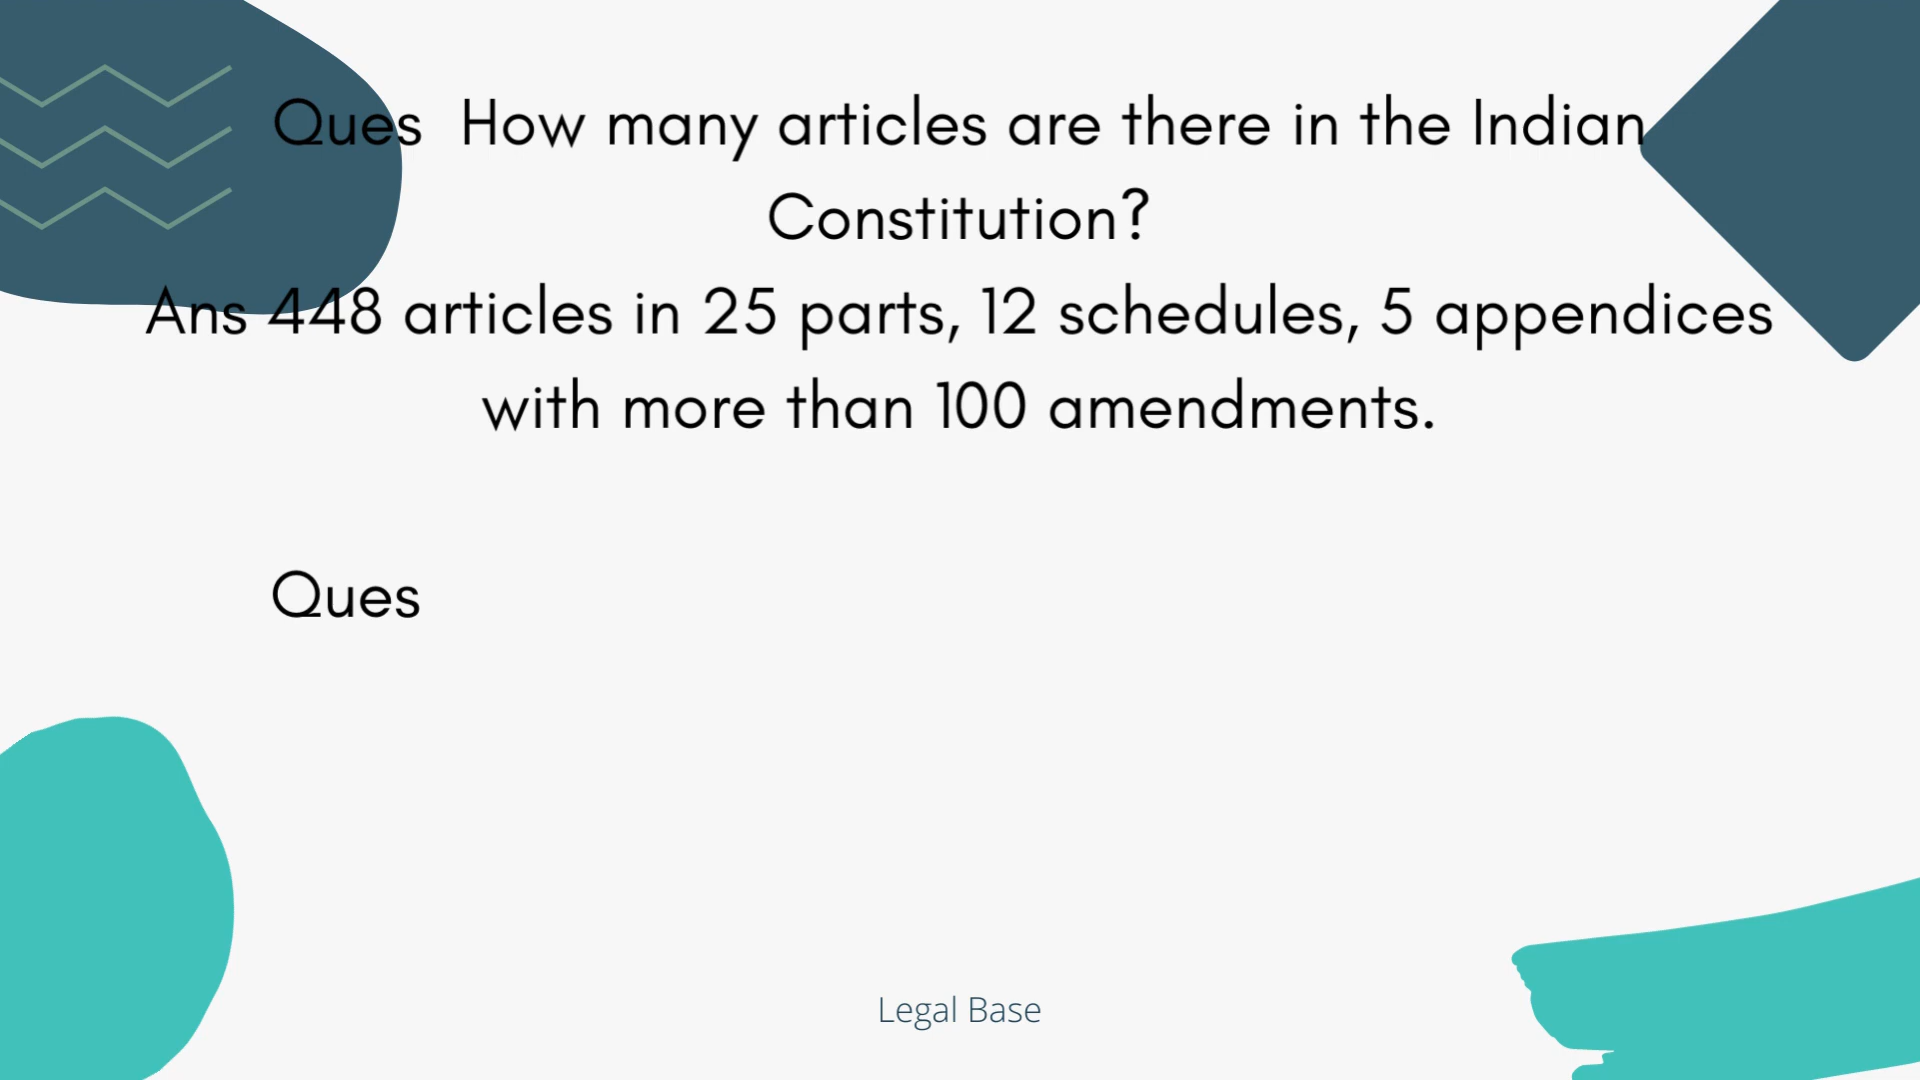 Ques  How many articles are there in the Indian
Constitution?
Ans 448 articles in 25 parts, 12 schedules, 5 appendices
with more than 100 amendments.
Ques
Legal Base